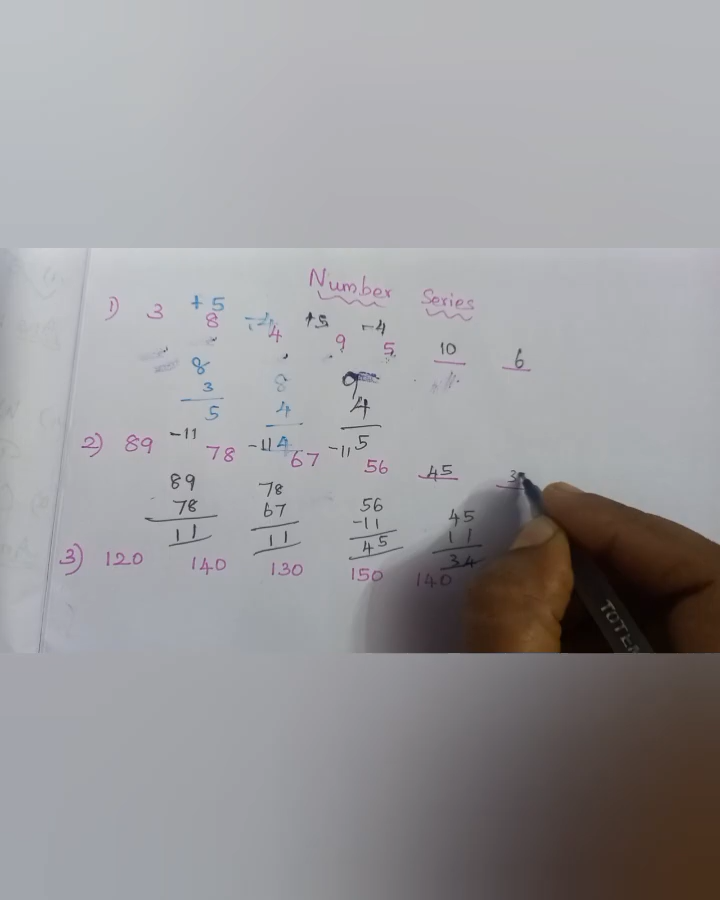 Number Series
+5 -4 +5 -4
1) 3 8 4 9 5 10 6
8 8 9
3 4 4
5 4 5
-11 -11 -11
2) 89 78 67 56 45 3
89 78 56 45
78 67 -11 11
11 11 45 34
3) 120 140 130 150 140